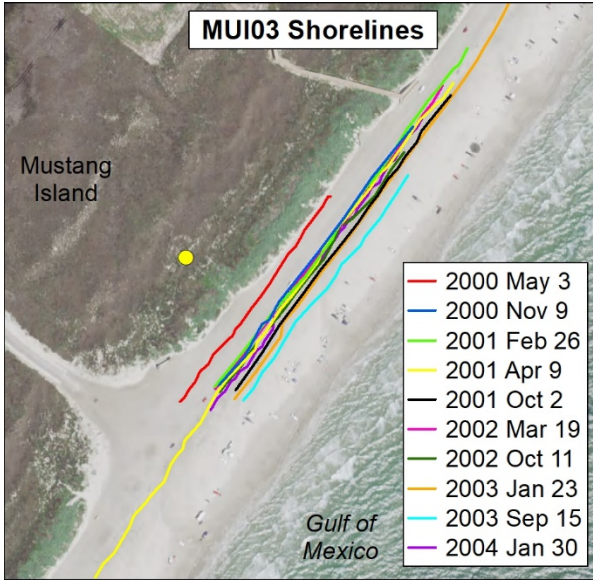 MUI03 Shorelines
Mustang
Island
2000 May 3
2000 Nov 9
2001 Feb 26
2001 Apr 9
2001 Oct 2
2002 Mar 19
2002 Oct 11
2003 Jan 23
2003 Sep 15
2004 Jan 30
Gulf of
Mexico